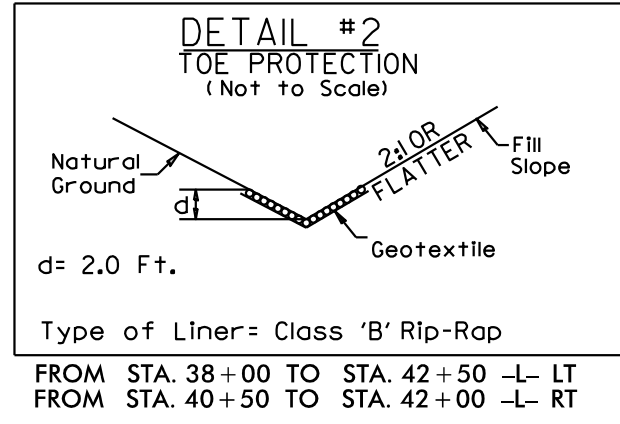 DETAIL #2
TOE PROTECTION
(Not to Scale)
Natural
Ground
2:1 OR
FLATTER
Fill
Slope
d
Geotextile
d= 2.0 Ft.
Type of Liner= Class 'B' Rip-Rap
FROM STA. 38+00 TO STA. 42+50 -L- LT
FROM STA. 40+50 TO STA. 42+00 -L- RT